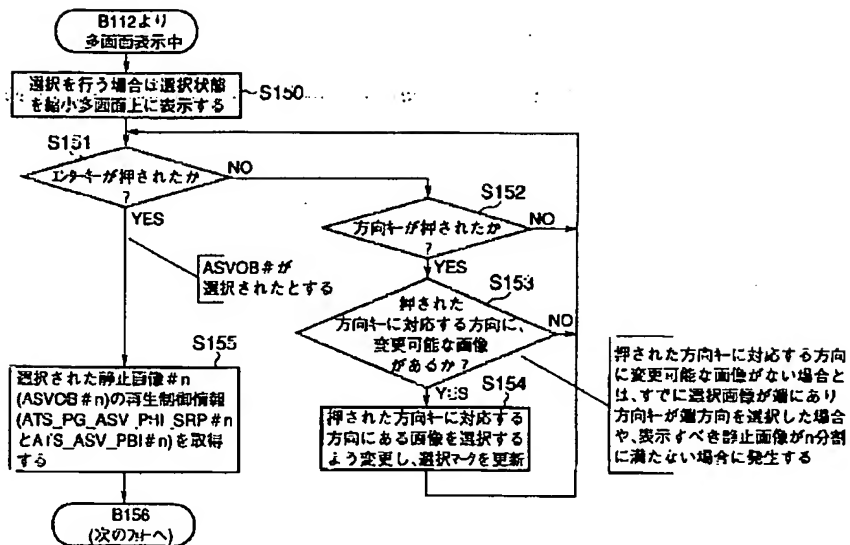 B112より
多画面表示中
選択を行う場合は選択状態
を縮小多画面上に表示する
S150
S151
エンターキーが押されたか
?
NO
YES
S152
方向キーが押されたか
?
NO
YES
ASVOB#が
選択されたとする
S153
押された
方向キーに対応する方向に、
変更可能な画像
があるか?
NO
YES
S154
押された方向キーに対応する
方向にある画像を選択する
よう変更し、選択マークを更新
押された方向キーに対応する方向
に変更可能な画像がない場合と
は、すでに選択画像が端にあり
方向キーが端方向を選択した場合
や、表示すべき静止画像がn分割
に満たない場合に発生する
S155
選択された静止画像#n
(ASVOB#n)の再生制御情報
(ATS_PG_ASV_PHI_SRP#n
とATS_ASV_PBI#n)を取得
する
B156
(次のフローへ)